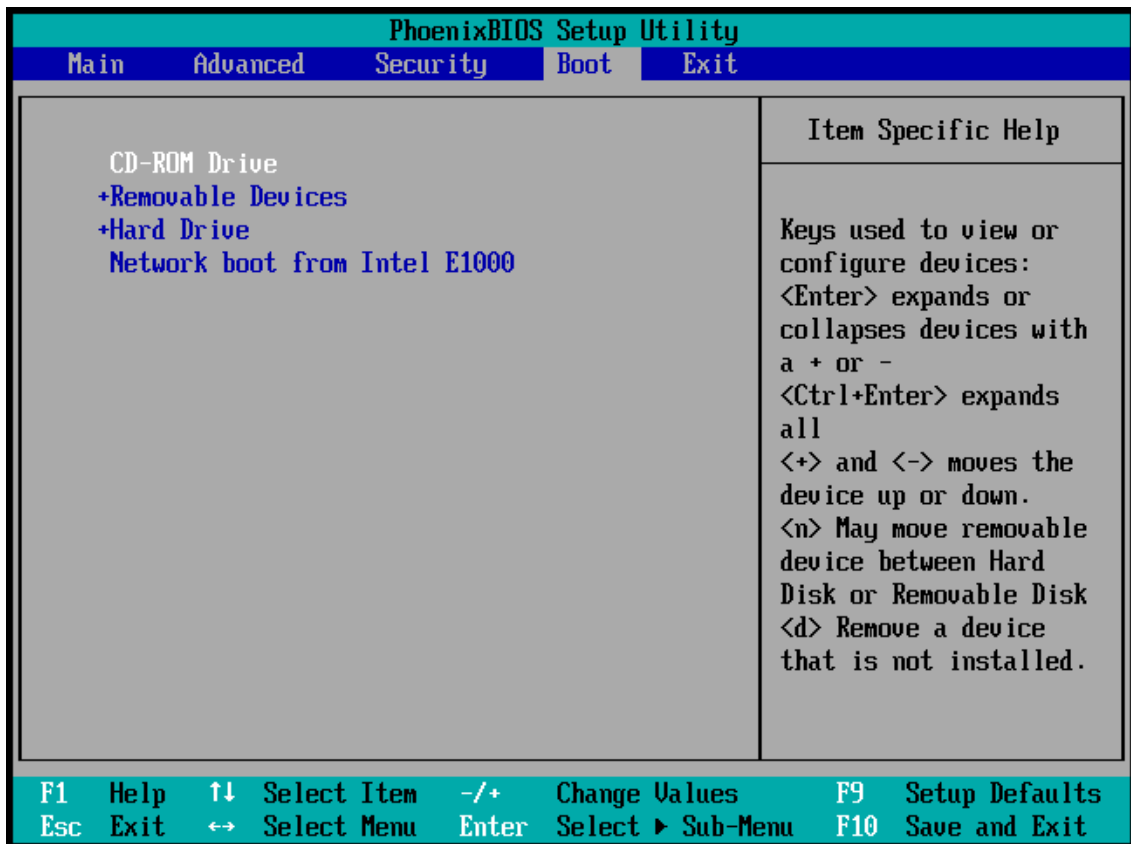 PhoenixBIOS Setup Utility
Main Advanced Security Boot Exit
CD-ROM Drive
+Removable Devices
+Hard Drive
Network boot from Intel E1000
Item Specific Help
Keys used to view or
configure devices:
<Enter> expands or
collapses devices with
a + or -
<Ctrl+Enter> expands
all
<+> and <-> moves the
device up or down.
<n> May move removable
device between Hard
Disk or Removable Disk
<d> Remove a device
that is not installed.
F1 Help ↑↓ Select Item -/+ Change Values F9 Setup Defaults
Esc Exit ↔ Select Menu Enter Select ▶ Sub-Menu F10 Save and Exit